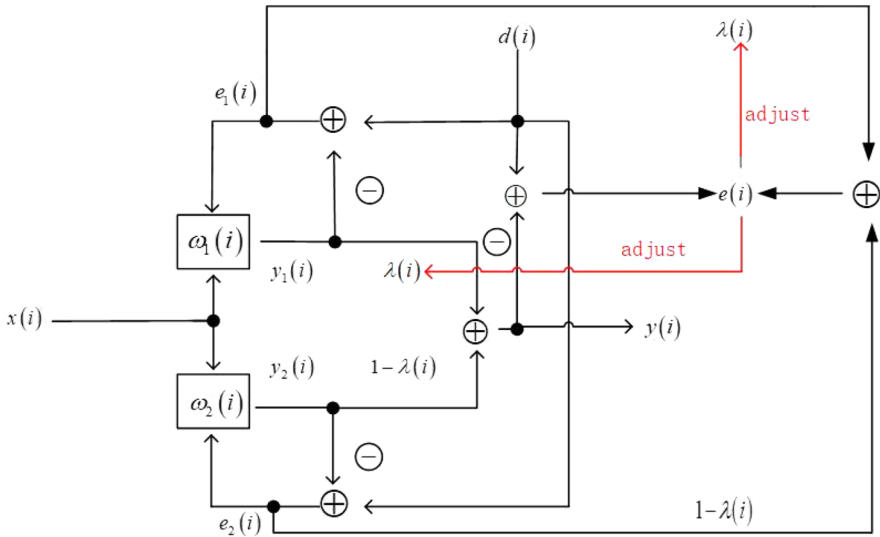 d(i)
λ(i)
e₁(i)
adjust
⊕
⊖
⊕
e(i)
⊕
ω₁(i)
⊖
adjust
y₁(i)
λ(i)
x(i)
⊕
y(i)
y₂(i)
1−λ(i)
ω₂(i)
⊖
⊕
e₂(i)
1−λ(i)